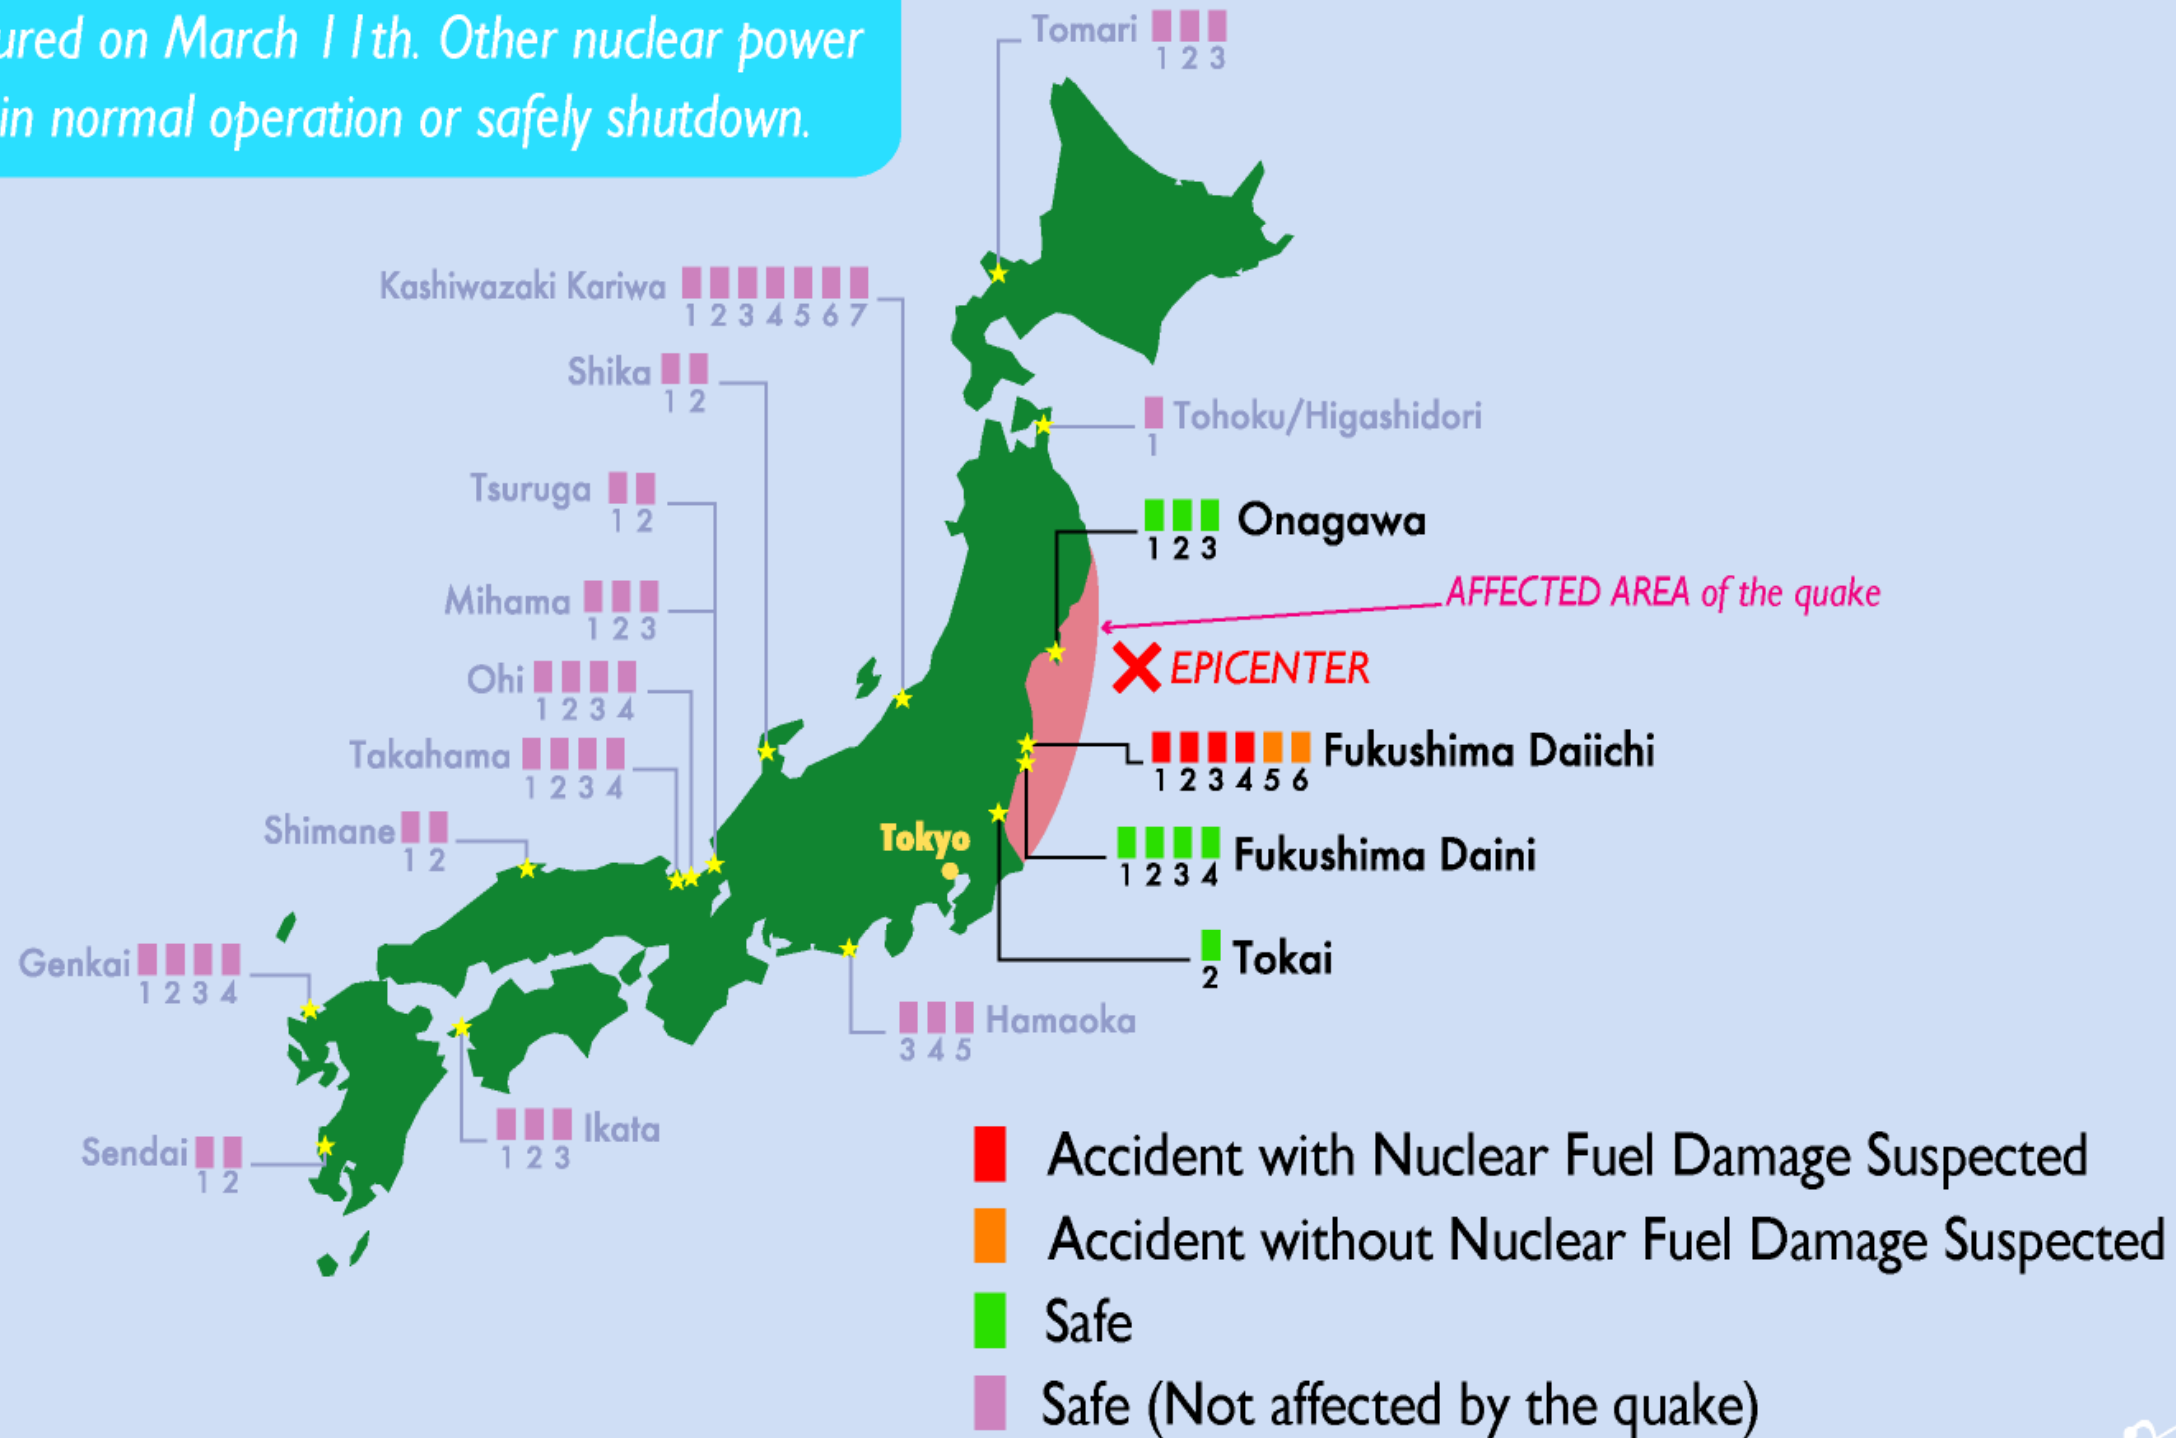 ured on March 11th. Other nuclear power
in normal operation or safely shutdown.
Tomari
1 2 3
Kashiwazaki Kariwa
1 2 3 4 5 6 7
Shika
1 2
Tohoku/Higashidori
1
Tsuruga
1 2
Onagawa
1 2 3
Mihama
1 2 3
AFFECTED AREA of the quake
EPICENTER
Ohi
1 2 3 4
Takahama
1 2 3 4
Fukushima Daiichi
1 2 3 4 5 6
Shimane
1 2
Tokyo
Fukushima Daini
1 2 3 4
Genkai
1 2 3 4
Tokai
2
Hamaoka
3 4 5
Ikata
1 2 3
Sendai
1 2
Accident with Nuclear Fuel Damage Suspected
Accident without Nuclear Fuel Damage Suspected
Safe
Safe (Not affected by the quake)